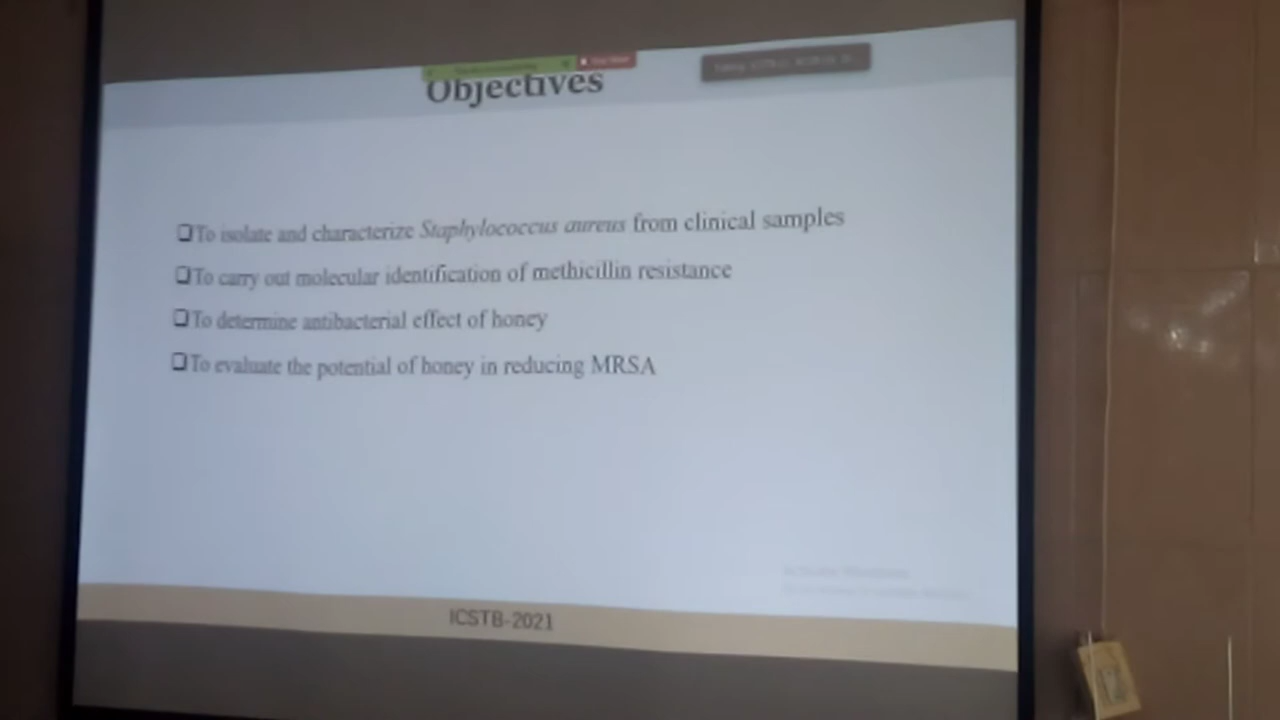 Objectives
❑To isolate and characterize Staphylococcus aureus from clinical samples
❑To carry out molecular identification of methicillin resistance
❑To determine antibacterial effect of honey
❑To evaluate the potential of honey in reducing MRSA
ICSTB-2021